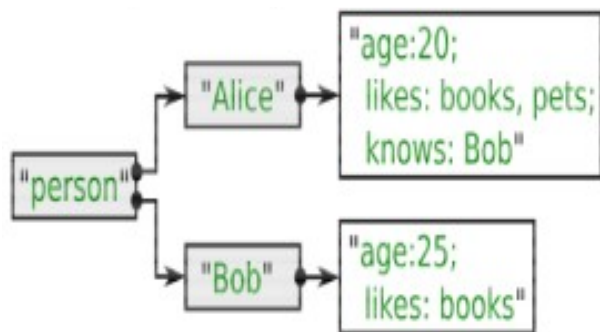 "person"
"Alice"
"age:20;
likes: books, pets;
knows: Bob"
"Bob"
"age:25;
likes: books"